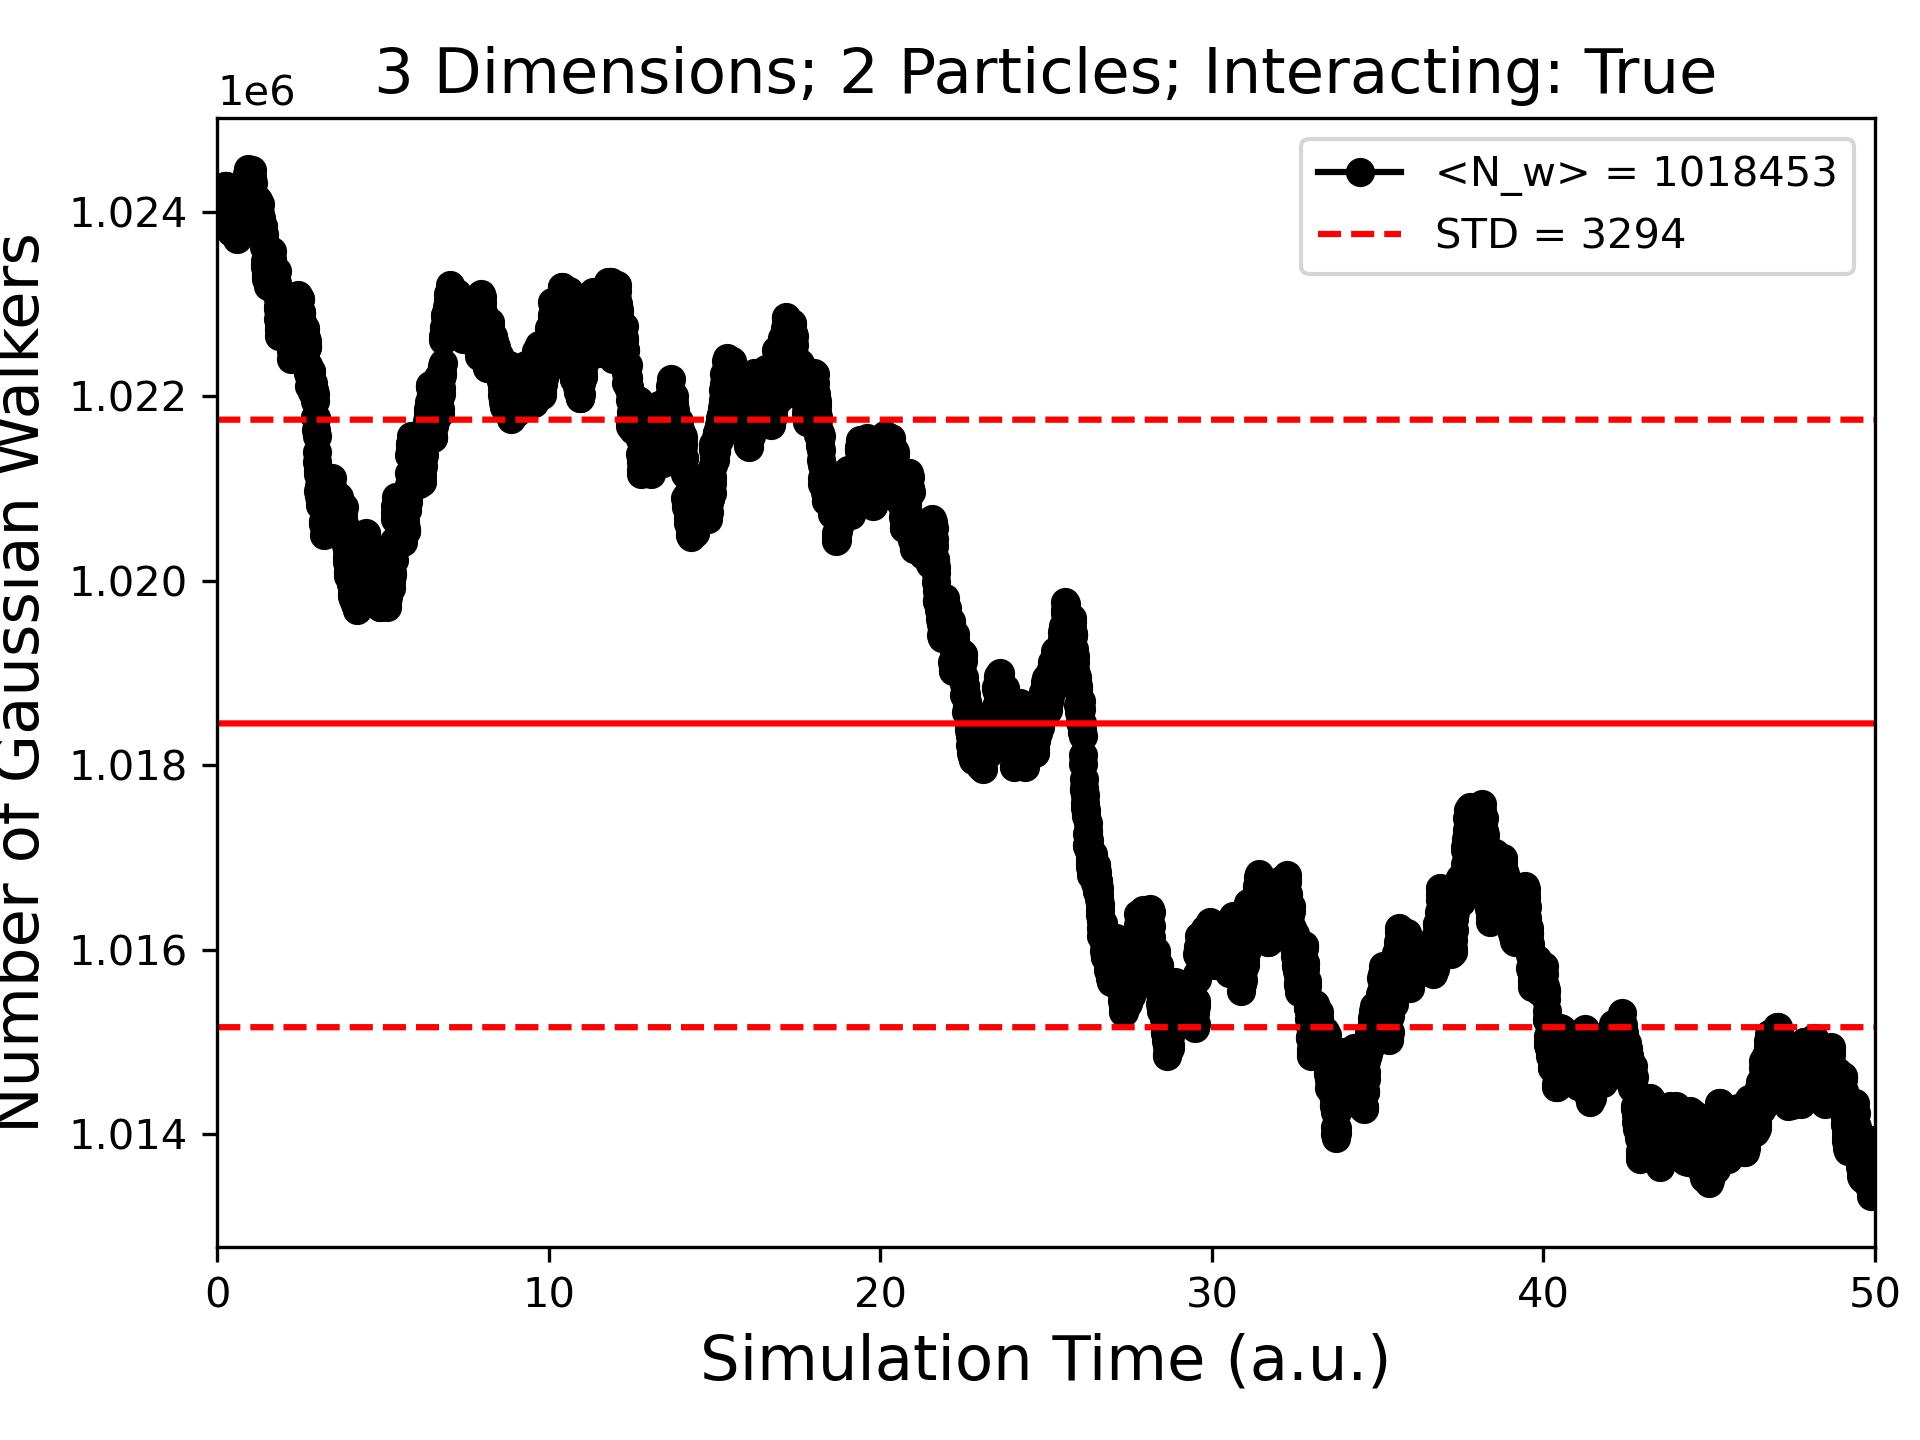 3 Dimensions; 2 Particles; Interacting: True
1e6
<N_w> = 1018453
STD = 3294
Number of Gaussian Walkers
1.024
1.022
1.020
1.018
1.016
1.014
0 10 20 30 40 50
Simulation Time (a.u.)